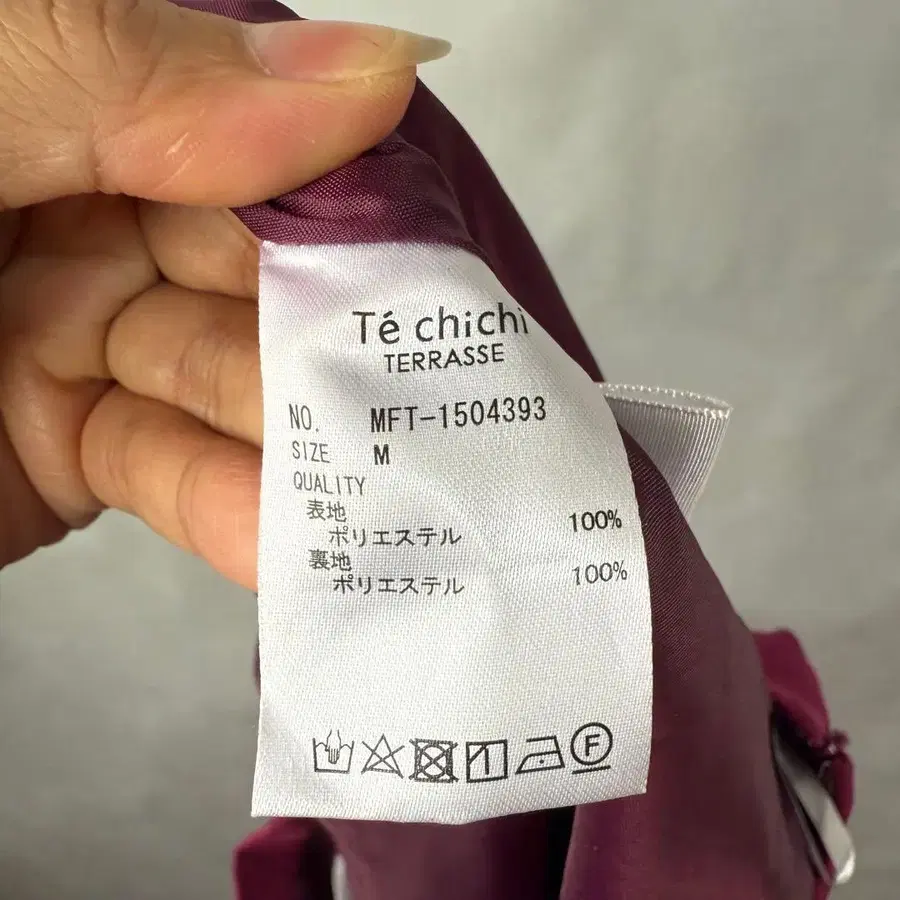 Té chichi
TERRASSE
NO. MFT-1504393
SIZE M
QUALITY
表地
ポリエステル 100%
裏地
ポリエステル 100%
F